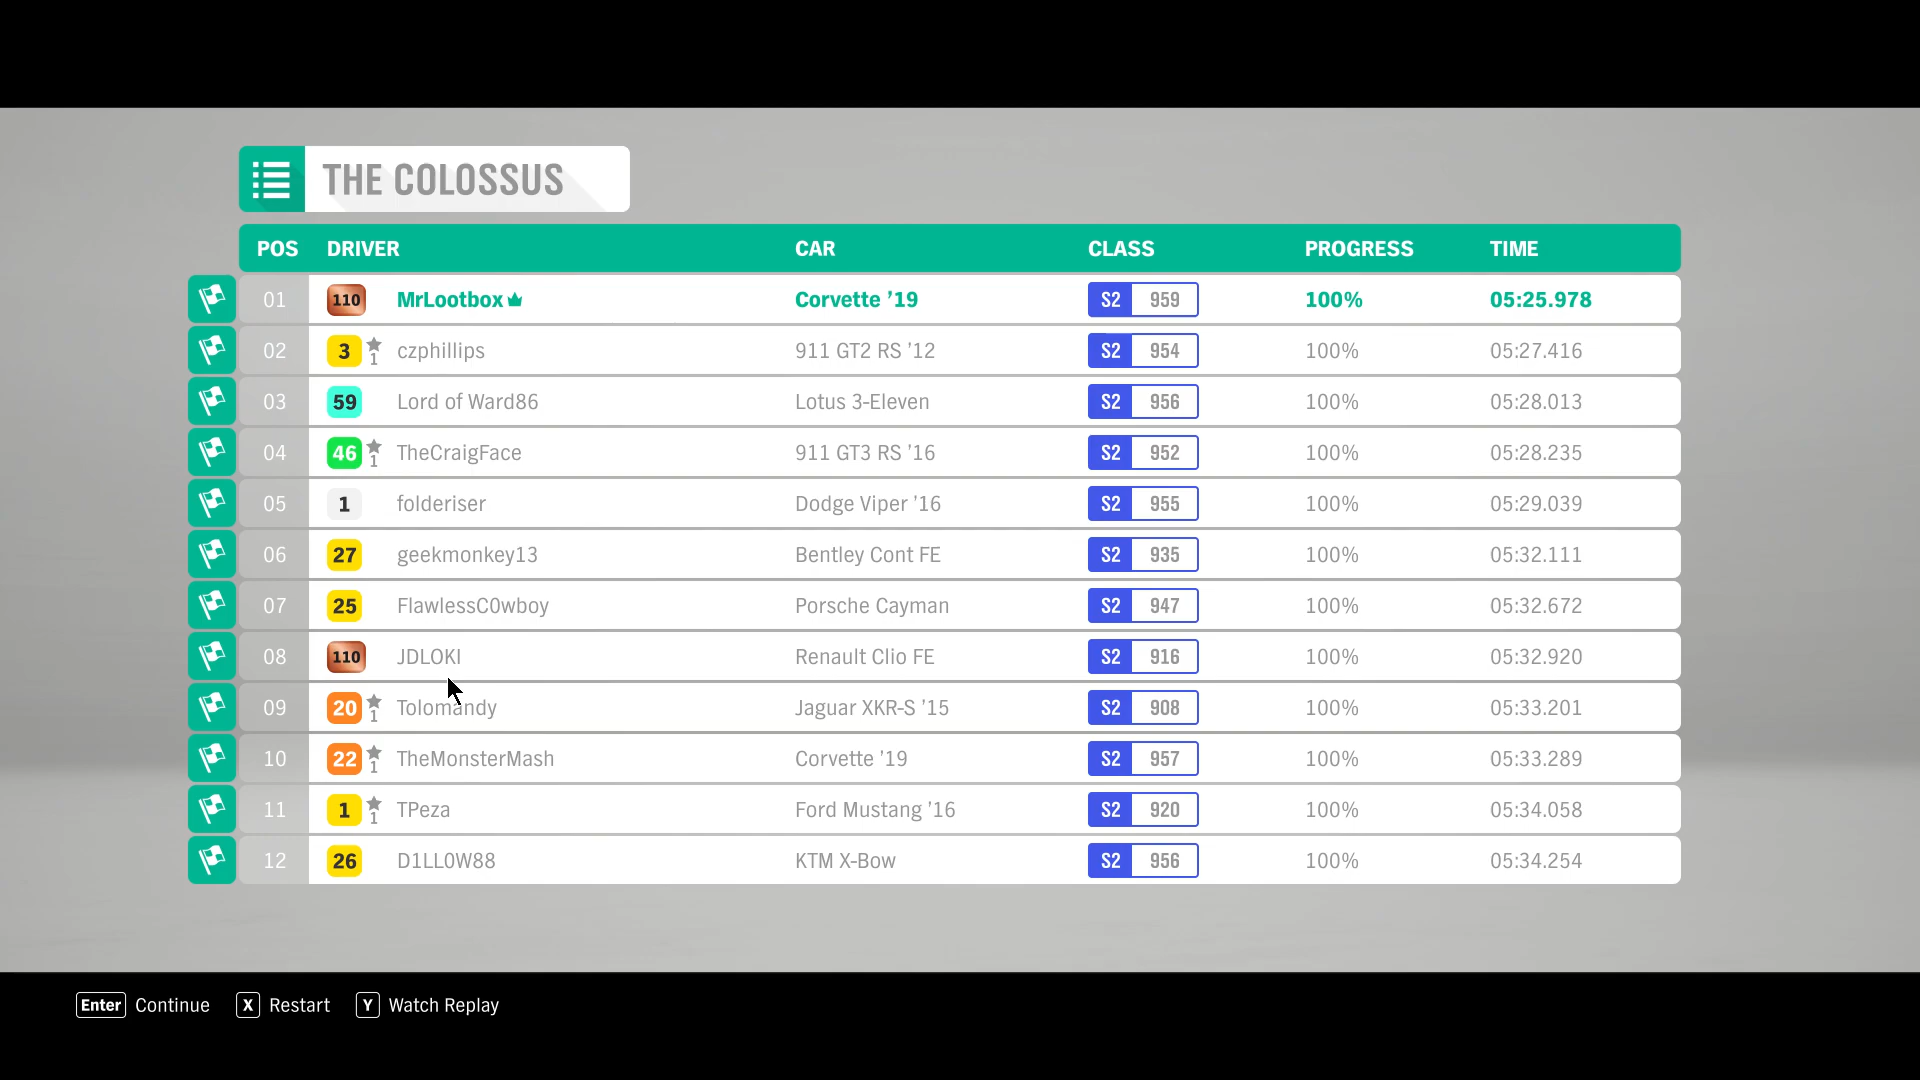 THE COLOSSUS
POS DRIVER CAR CLASS PROGRESS TIME
01 110 MrLootbox Corvette ’19 S2 959 100% 05:25.978
02 3 1 czphillips 911 GT2 RS ’12 S2 954 100% 05:27.416
03 59 Lord of Ward86 Lotus 3-Eleven S2 956 100% 05:28.013
04 46 1 TheCraigFace 911 GT3 RS ’16 S2 952 100% 05:28.235
05 1 folderiser Dodge Viper ’16 S2 955 100% 05:29.039
06 27 geekmonkey13 Bentley Cont FE S2 935 100% 05:32.111
07 25 FlawlessC0wboy Porsche Cayman S2 947 100% 05:32.672
08 110 JDLOKI Renault Clio FE S2 916 100% 05:32.920
09 20 1 Tolomandy Jaguar XKR-S ’15 S2 908 100% 05:33.201
10 22 1 TheMonsterMash Corvette ’19 S2 957 100% 05:33.289
11 1 1 TPeza Ford Mustang ’16 S2 920 100% 05:34.058
12 26 D1LL0W88 KTM X-Bow S2 956 100% 05:34.254
Enter Continue X Restart Y Watch Replay